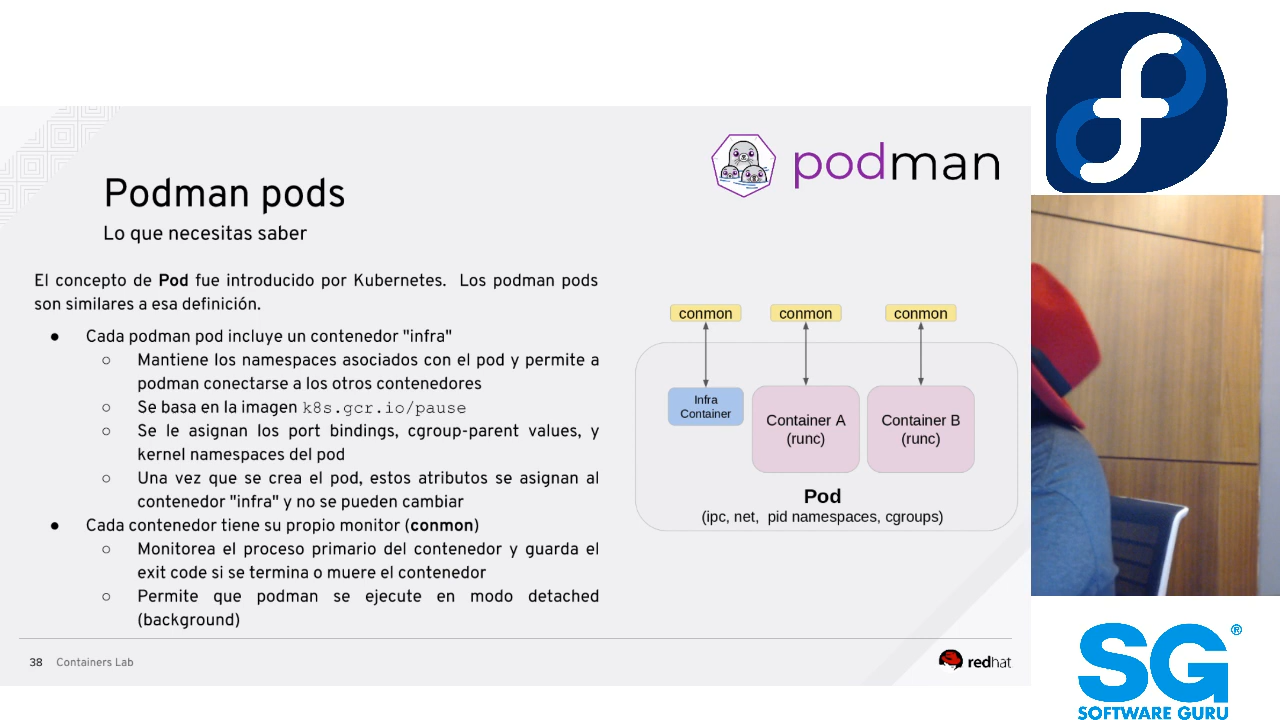 podman
Podman pods
Lo que necesitas saber
El concepto de Pod fue introducido por Kubernetes. Los podman pods
son similares a esa definición.
● Cada podman pod incluye un contenedor "infra"
○ Mantiene los namespaces asociados con el pod y permite a
podman conectarse a los otros contenedores
○ Se basa en la imagen k8s.gcr.io/pause
○ Se le asignan los port bindings, cgroup-parent values, y
kernel namespaces del pod
○ Una vez que se crea el pod, estos atributos se asignan al
contenedor "infra" y no se pueden cambiar
● Cada contenedor tiene su propio monitor (conmon)
○ Monitorea el proceso primario del contenedor y guarda el
exit code si se termina o muere el contenedor
○ Permite que podman se ejecute en modo detached
(background)
conmon conmon conmon
Infra
Container
Container A
(runc)
Container B
(runc)
Pod
(ipc, net, pid namespaces, cgroups)
38 Containers Lab
redhat
SG®
SOFTWARE GURU